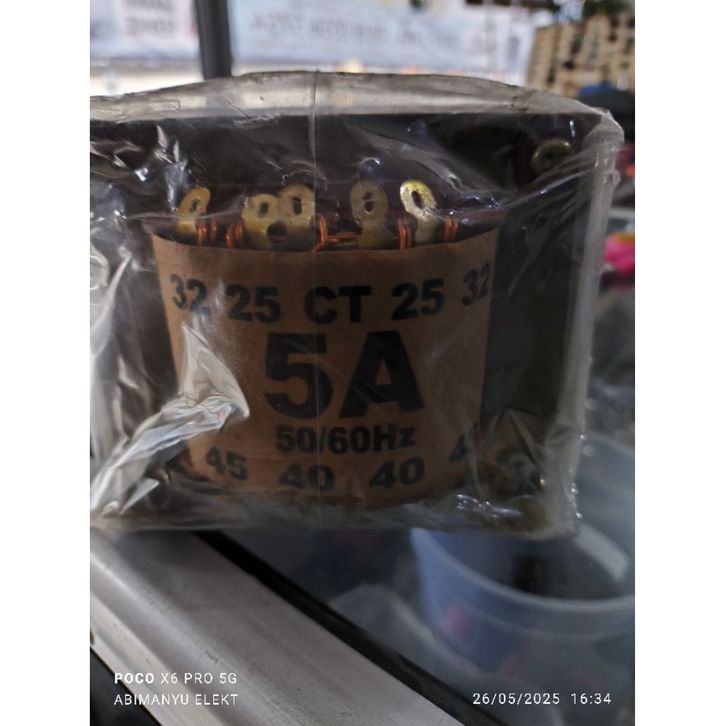 32 25 CT 25 32
5A
50/60Hz
45 40 40
POCO X6 PRO 5G
ABIMANYU ELEKT
26/05/2025 16:34